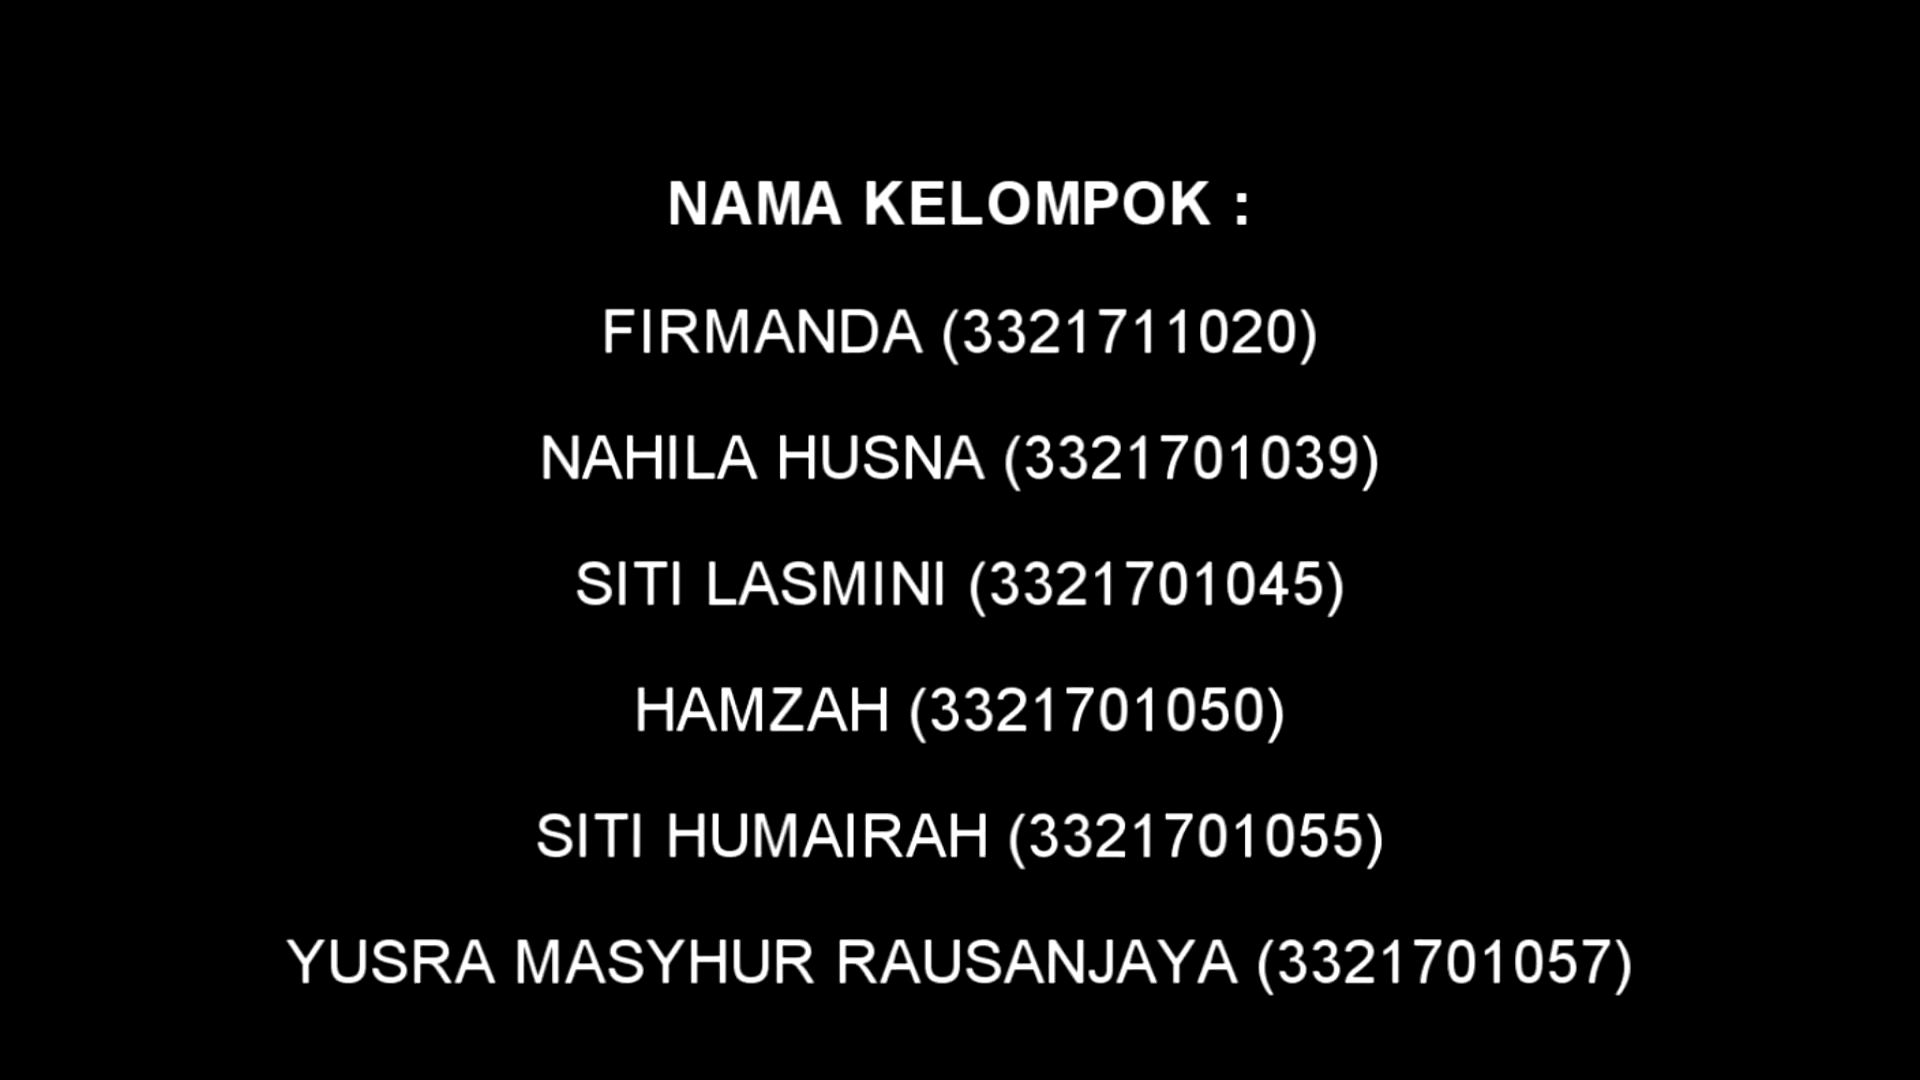 NAMA KELOMPOK :
FIRMANDA (3321711020)
NAHILA HUSNA (3321701039)
SITI LASMINI (3321701045)
HAMZAH (3321701050)
SITI HUMAIRAH (3321701055)
YUSRA MASYHUR RAUSANJAYA (3321701057)